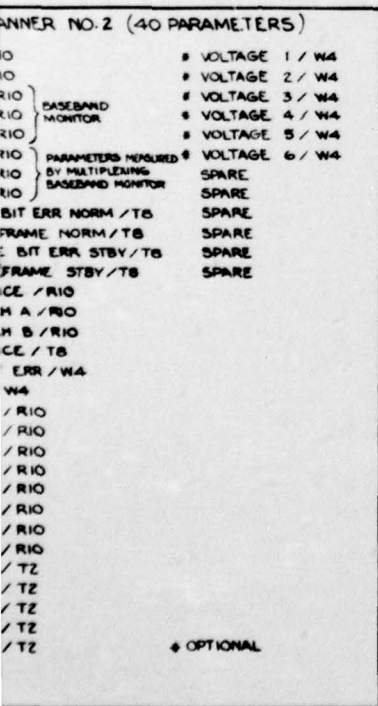 ANNER NO. 2 (40 PARAMETERS)
IO * VOLTAGE 1 / W4
IO * VOLTAGE 2 / W4
RIO * VOLTAGE 3 / W4
RIO BASEBAND MONITOR * VOLTAGE 4 / W4
RIO * VOLTAGE 5 / W4
RIO PARAMETERS MEASURED * VOLTAGE 6 / W4
RIO BY MULTIPLEXING SPARE
RIO BASEBAND MONITOR SPARE
BIT ERR NORM / T8 SPARE
FRAME NORM / T8 SPARE
E BIT ERR STBY / T8 SPARE
FRAME STBY / T8 SPARE
ICE / RIO
H A / RIO
H B / RIO
ICE / T8
ERR / W4
W4
/ RIO
/ RIO
/ RIO
/ RIO
/ RIO
/ RIO
/ RIO
/ RIO
/ T2
/ T2
/ T2
/ T2
/ T2 * OPTIONAL